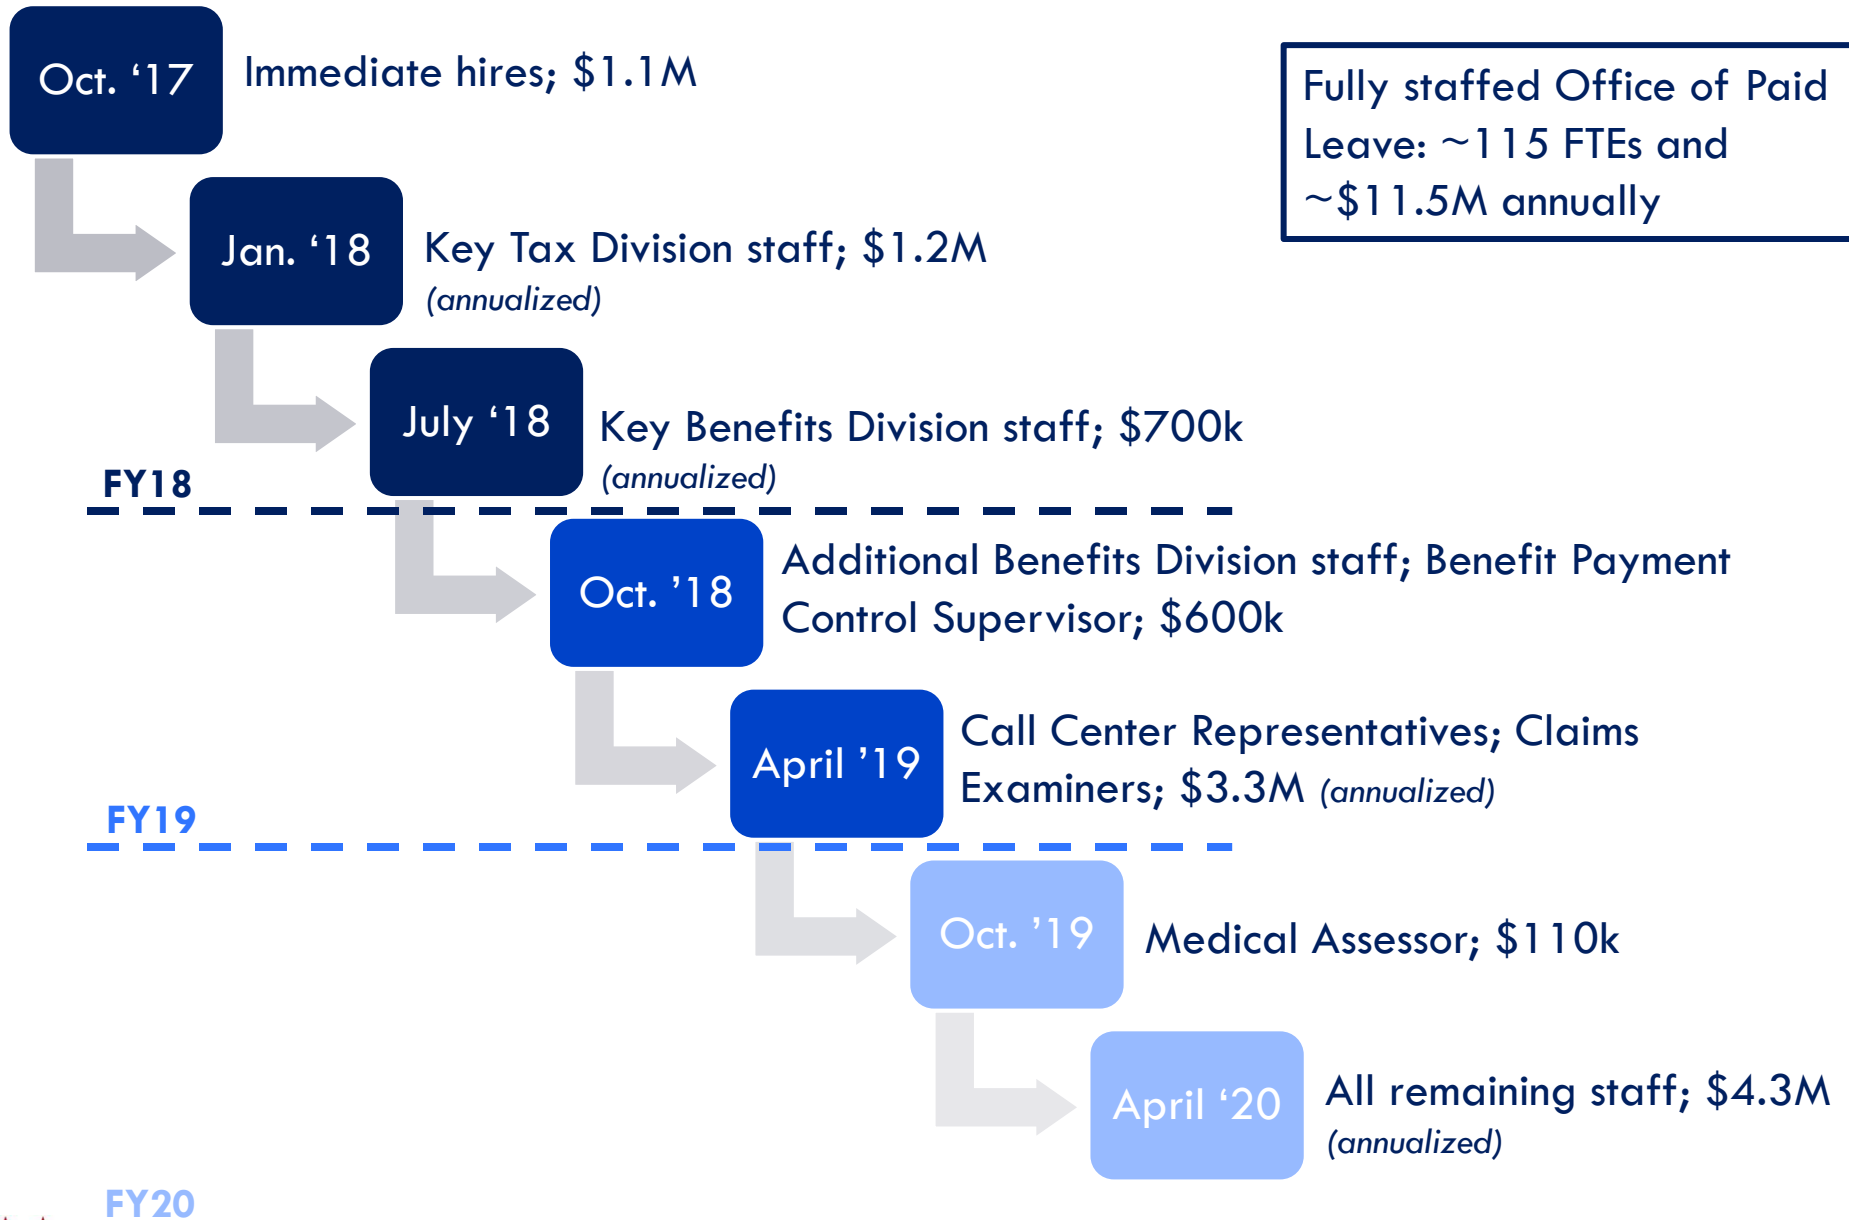 Oct. ‘17
Immediate hires; $1.1M
Fully staffed Office of Paid
Leave: ~115 FTEs and
~$11.5M annually
Jan. ‘18
Key Tax Division staff; $1.2M
(annualized)
July ‘18
Key Benefits Division staff; $700k
(annualized)
FY18
Oct. ’18
Additional Benefits Division staff; Benefit Payment
Control Supervisor; $600k
April ’19
Call Center Representatives; Claims
Examiners; $3.3M (annualized)
FY19
Oct. ’19
Medical Assessor; $110k
April ‘20
All remaining staff; $4.3M
(annualized)
FY20